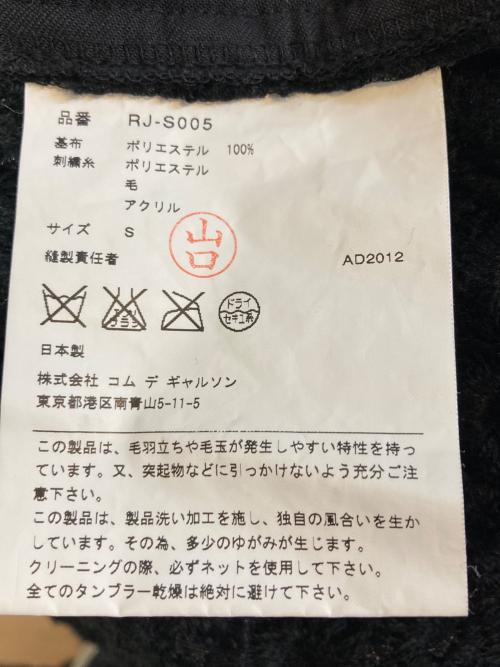 品番 RJ-S005
基布 ポリエステル 100%
刺繍糸 ポリエステル
毛
アクリル
サイズ S
山口
縫製責任者 AD2012
エンソ
サラシ
ドライ
セキユ系
日本製
株式会社 コム デ ギャルソン
東京都港区南青山5-11-5
この製品は、毛羽立ちや毛玉が発生しやすい特性を持っ
ています。又、突起物などに引っかけないよう充分ご注
意下さい。
この製品は、製品洗い加工を施し、独自の風合いを生か
しています。その為、多少のゆがみが生じます。
クリーニングの際、必ずネットを使用して下さい。
全てのタンブラー乾燥は絶対に避けて下さい。